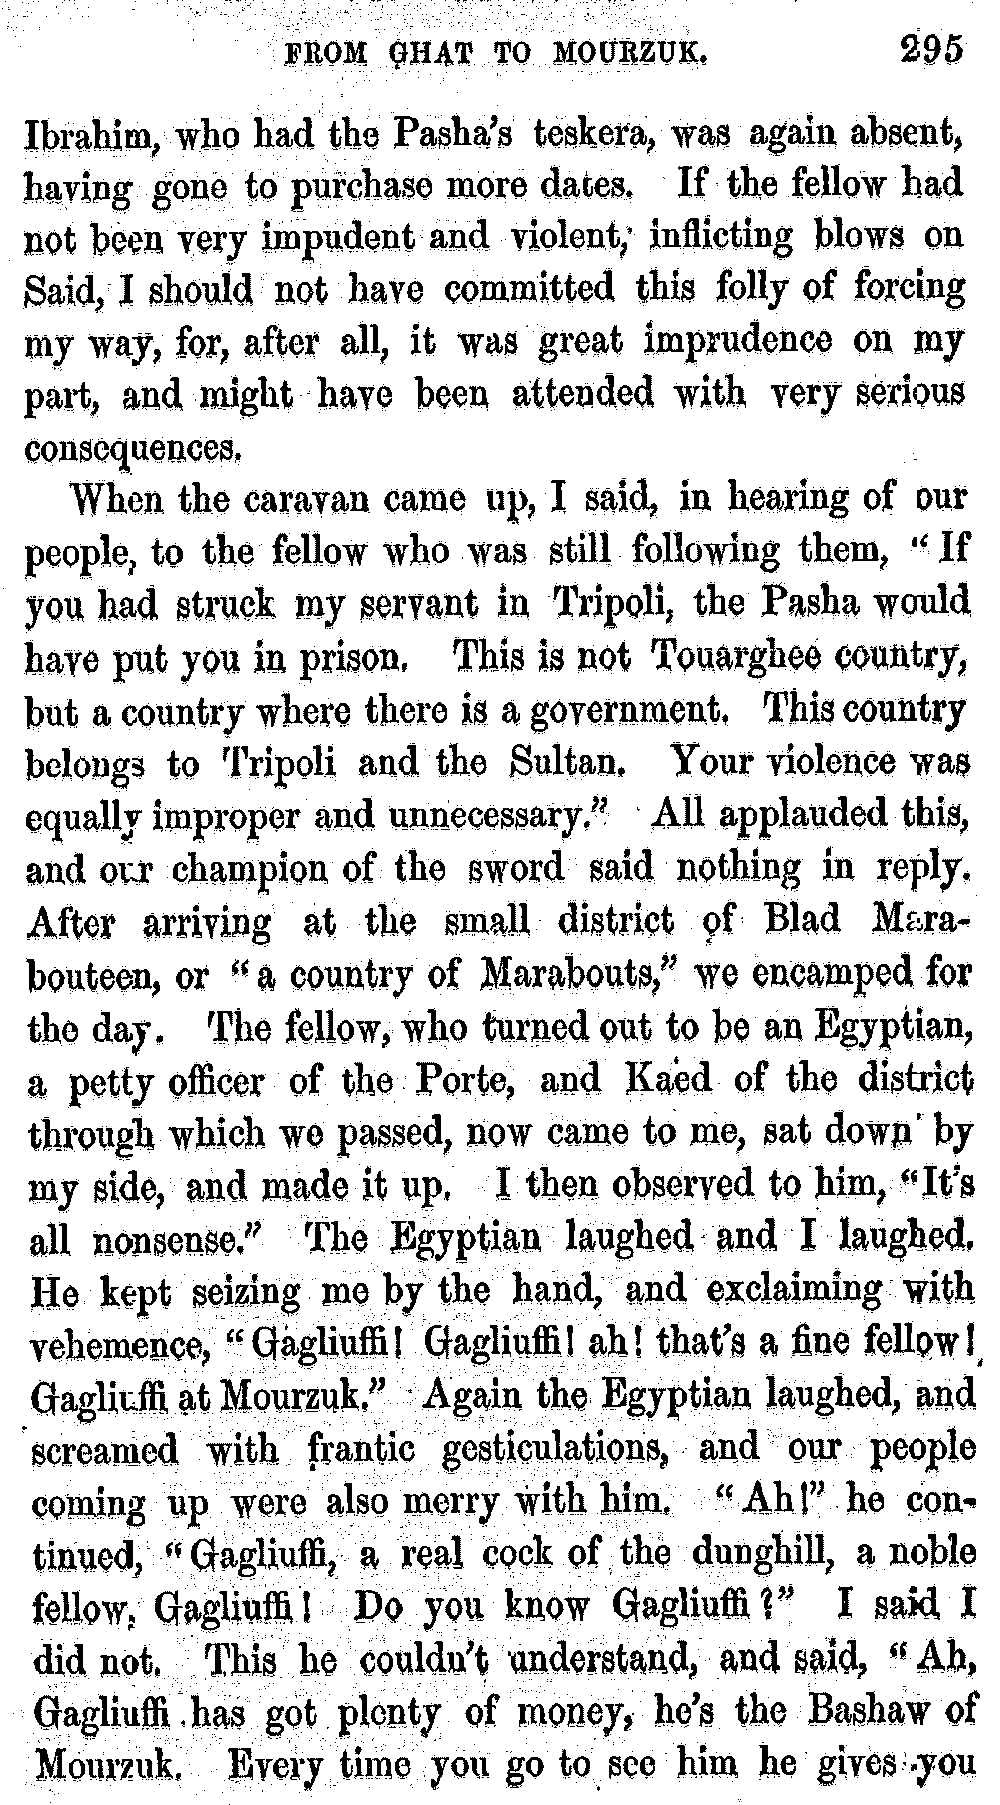 FROM GHAT TO MOURZUK. 295
Ibrahim, who had the Pasha's teskera, was again absent,
having gone to purchase more dates. If the fellow had
not been very impudent and violent, inflicting blows on
Said, I should not have committed this folly of forcing
my way, for, after all, it was great imprudence on my
part, and might have been attended with very serious
consequences.
When the caravan came up, I said, in hearing of our
people, to the fellow who was still following them, "If
you had struck my servant in Tripoli, the Pasha would
have put you in prison. This is not Touarghee country,
but a country where there is a government. This country
belongs to Tripoli and the Sultan. Your violence was
equally improper and unnecessary." All applauded this,
and our champion of the sword said nothing in reply.
After arriving at the small district of Blad Mara-
bouteen, or "a country of Marabouts," we encamped for
the day. The fellow, who turned out to be an Egyptian,
a petty officer of the Porte, and Kaëd of the district
through which we passed, now came to me, sat down by
my side, and made it up. I then observed to him, "It's
all nonsense." The Egyptian laughed and I laughed.
He kept seizing me by the hand, and exclaiming with
vehemence, "Gagliuffi! Gagliuffi! ah! that's a fine fellow!
Gagliuffi at Mourzuk." Again the Egyptian laughed, and
screamed with frantic gesticulations, and our people
coming up were also merry with him. "Ah!" he con-
tinued, "Gagliuffi, a real cock of the dunghill, a noble
fellow, Gagliuffi! Do you know Gagliuffi?" I said I
did not. This he couldn't understand, and said, "Ah,
Gagliuffi has got plenty of money, he's the Bashaw of
Mourzuk. Every time you go to see him he gives you